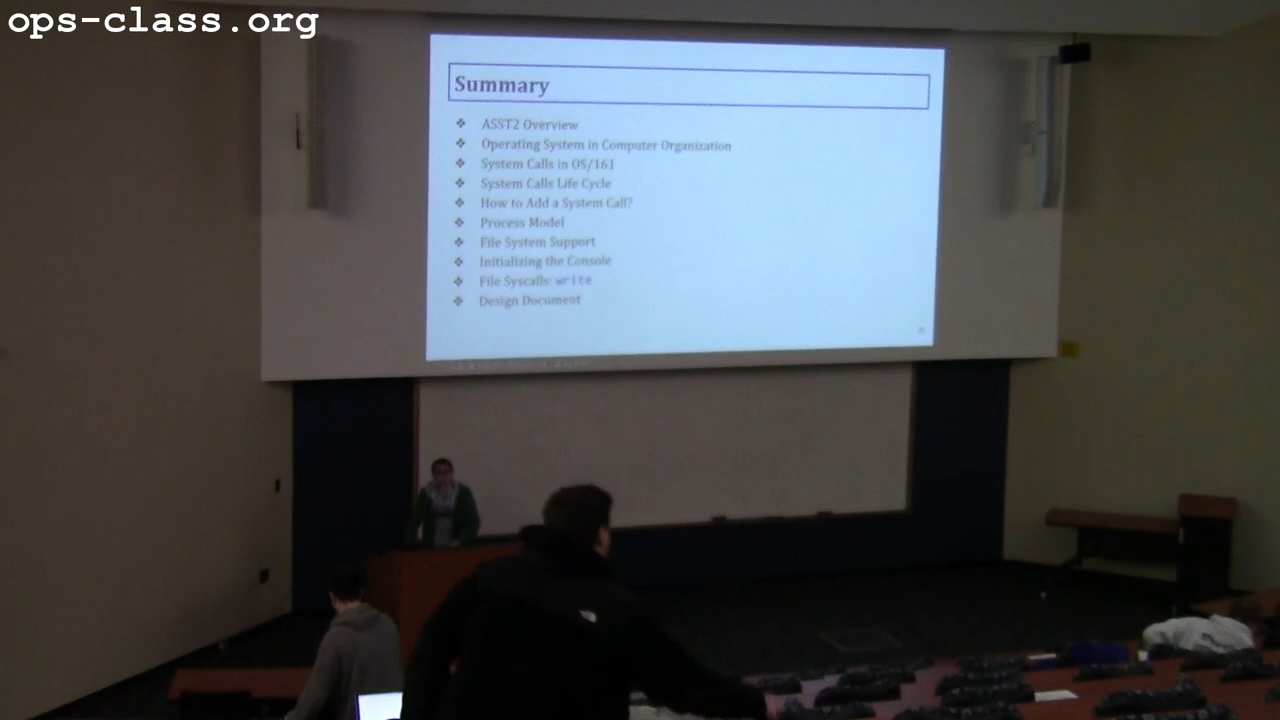 ops-class.org
Summary
ASST2 Overview
Operating System in Computer Organization
System Calls in OS/161
System Calls Life Cycle
How to Add a System Call?
Process Model
File System Support
Initializing the Console
File Syscalls: write
Design Document